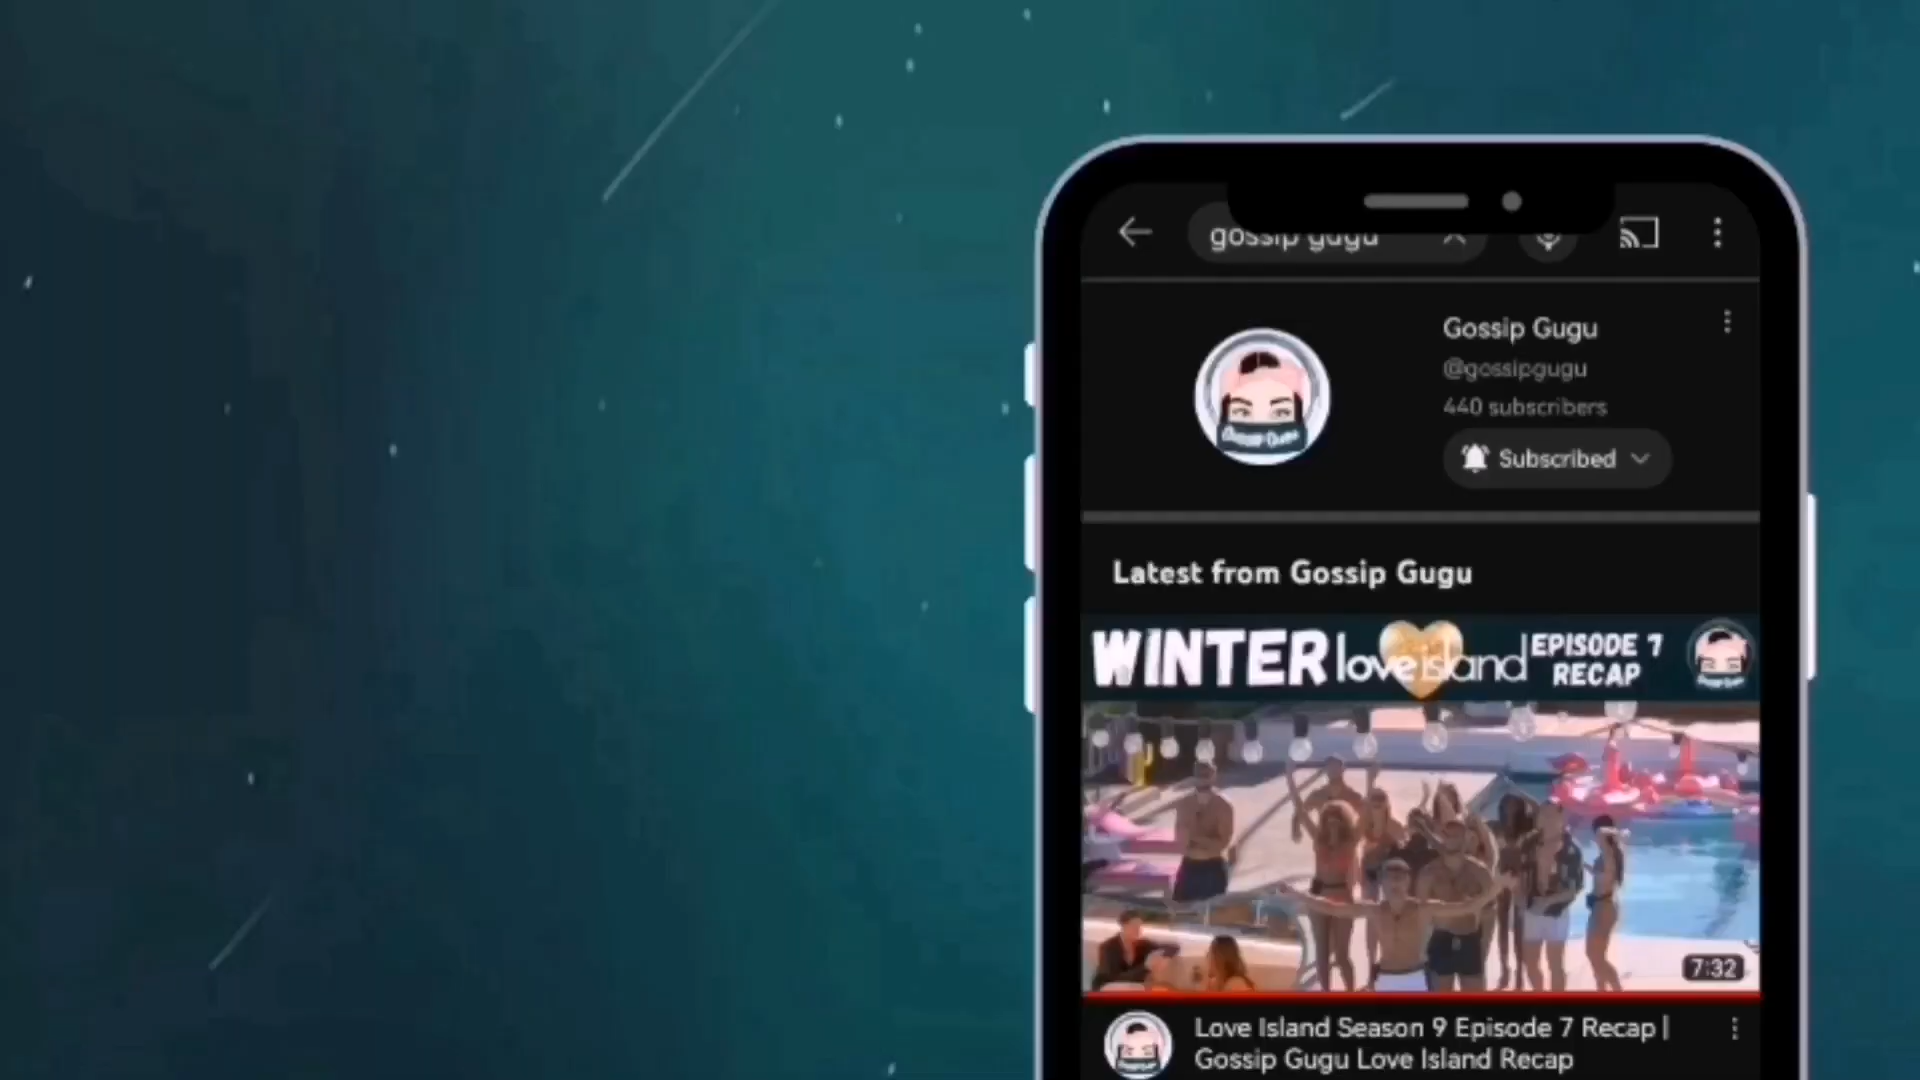 gossip gugu
Gossip Gugu
@gossipgugu
440 subscribers
Subscribed
Latest from Gossip Gugu
WINTER love island EPISODE 7
RECAP
7:32
Love Island Season 9 Episode 7 Recap |
Gossip Gugu Love Island Recap